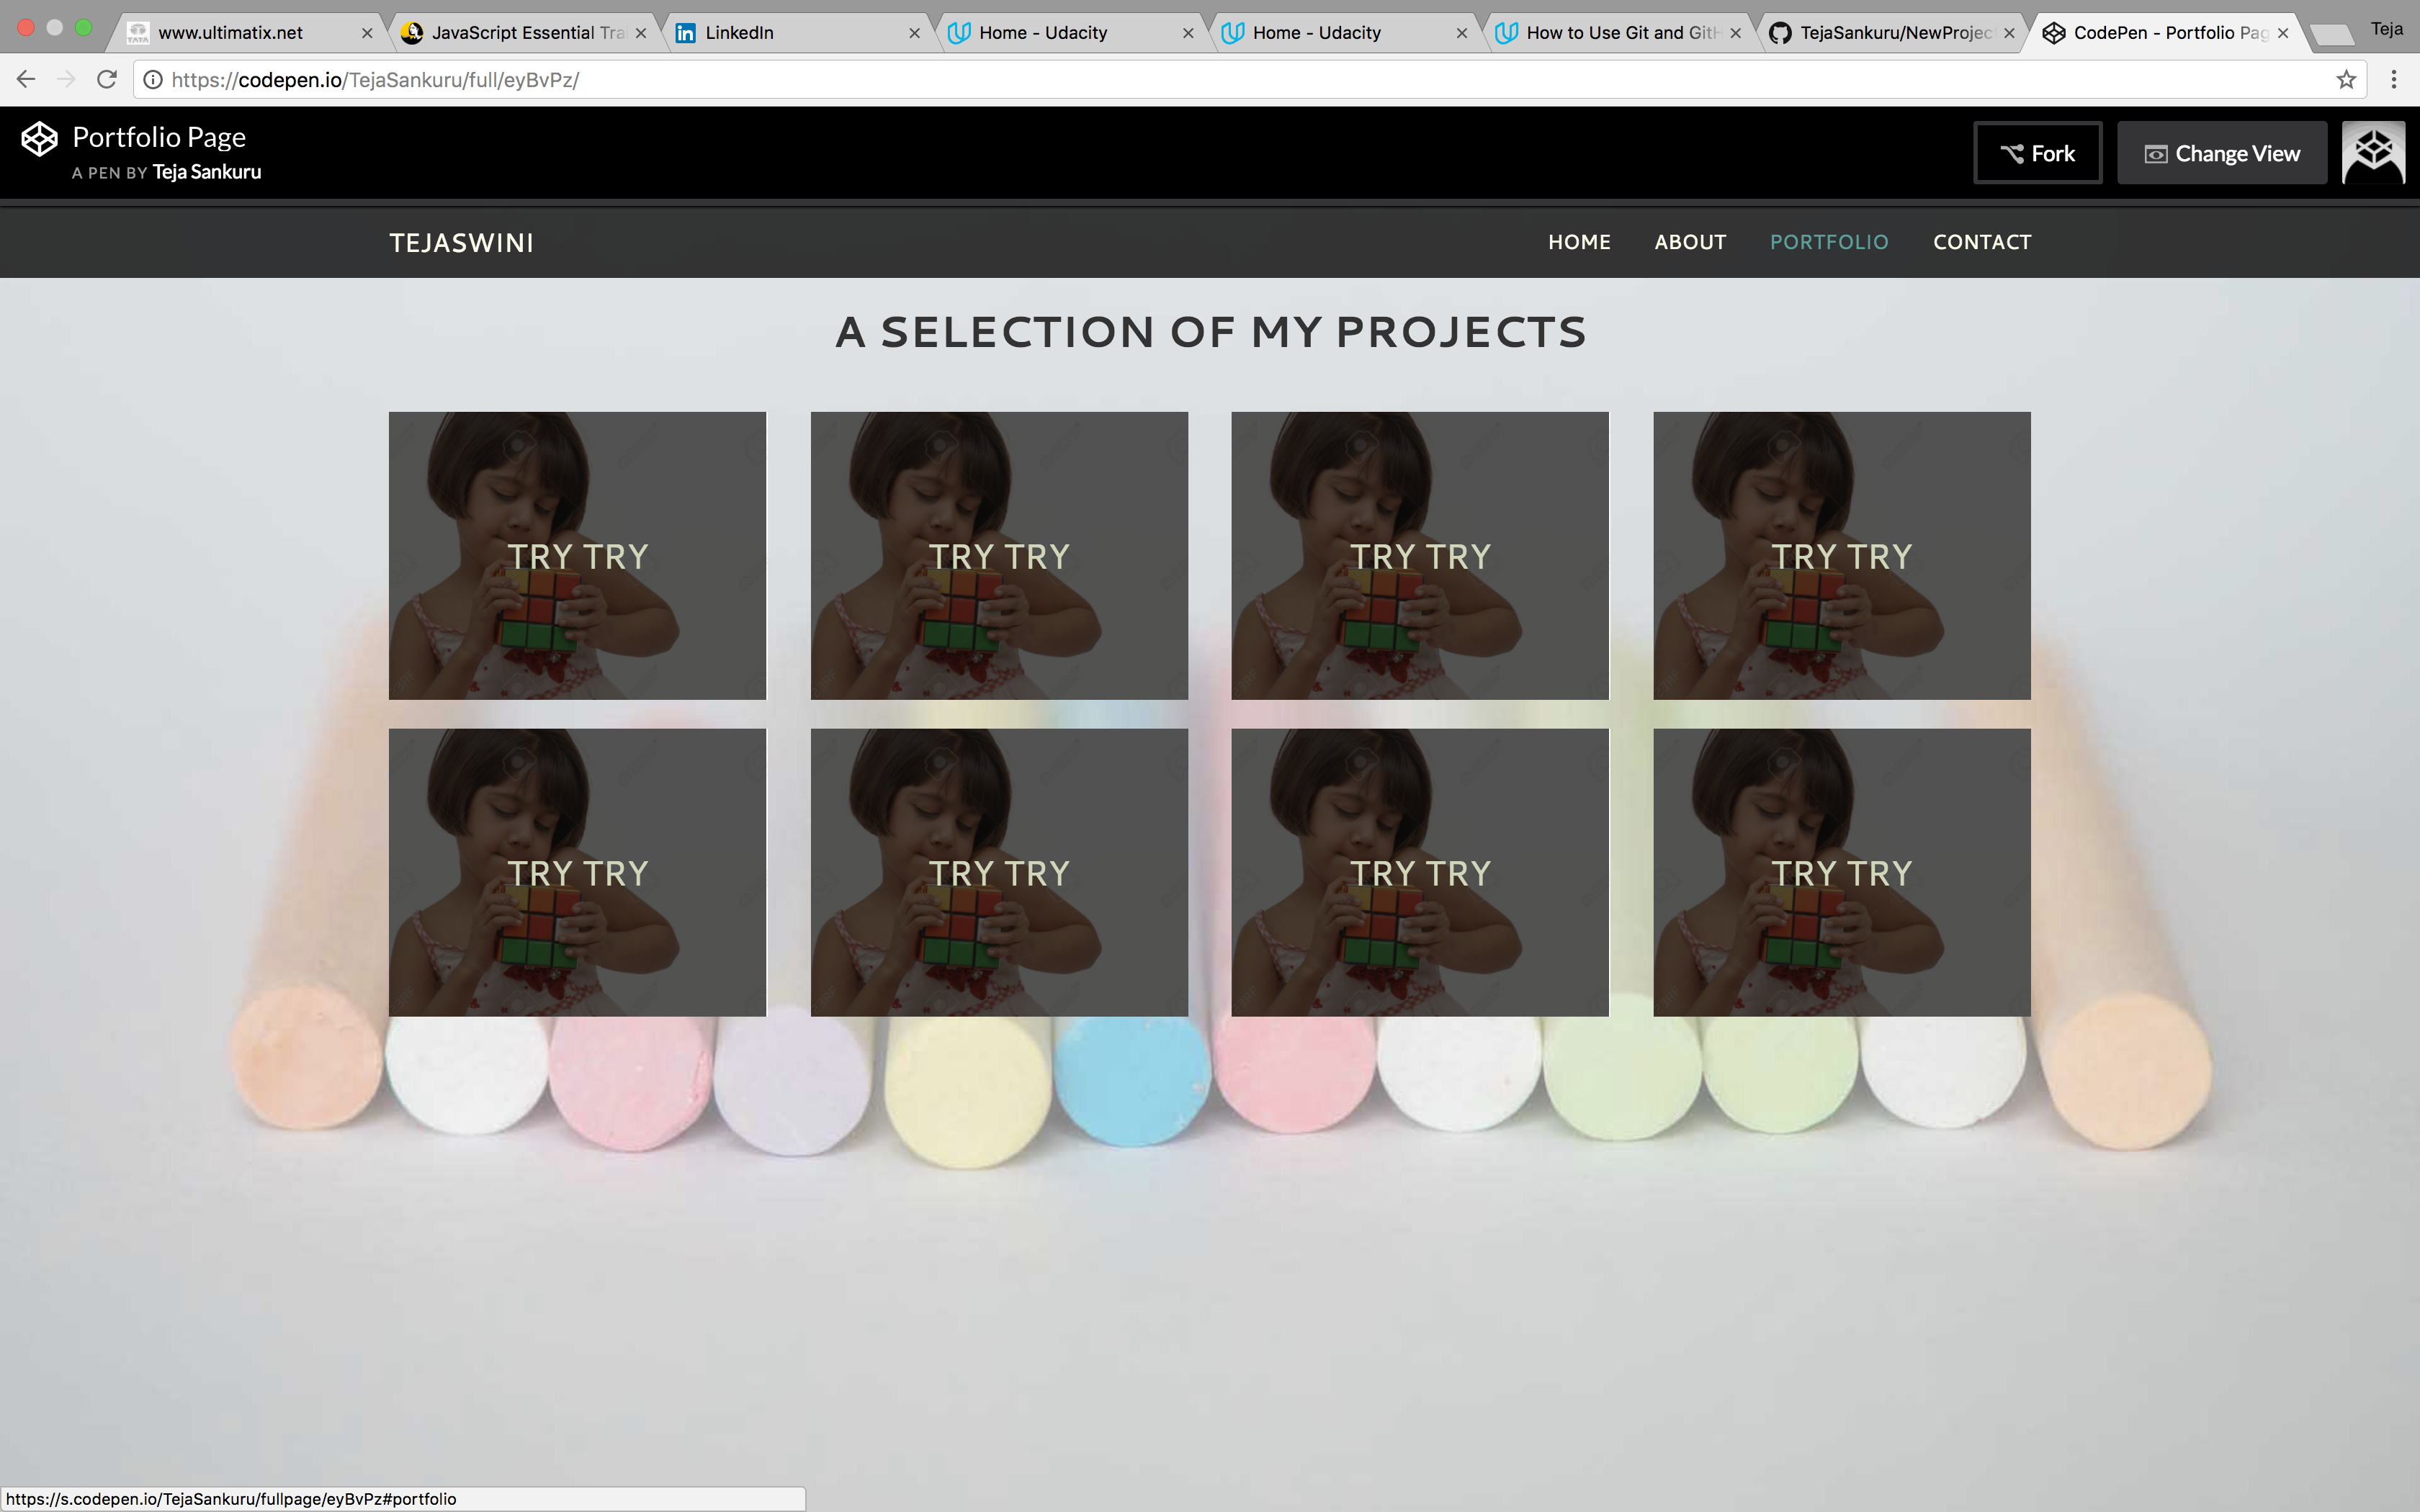 www.ultimatix.net
JavaScript Essential Tra
LinkedIn
Home - Udacity
Home - Udacity
How to Use Git and GitH
TejaSankuru/NewProjec
CodePen - Portfolio Pag
Teja
https://codepen.io/TejaSankuru/full/eyBvPz/
Portfolio Page
A PEN BY Teja Sankuru
Fork
Change View
TEJASWINI
HOME
ABOUT
PORTFOLIO
CONTACT
A SELECTION OF MY PROJECTS
TRY TRY
TRY TRY
TRY TRY
TRY TRY
TRY TRY
TRY TRY
TRY TRY
TRY TRY
https://s.codepen.io/TejaSankuru/fullpage/eyBvPz#portfolio